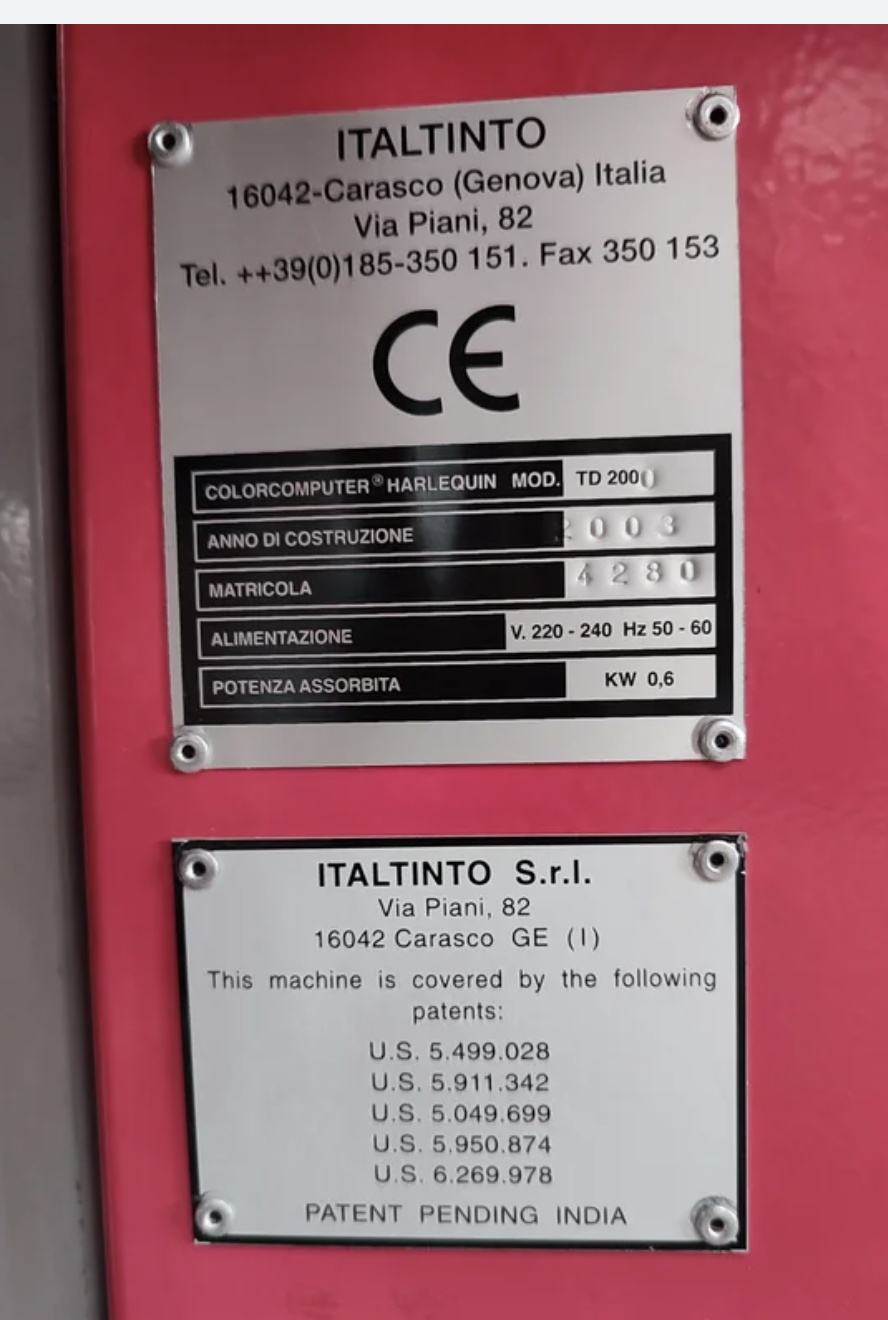 ITALTINTO
16042-Carasco (Genova) Italia
Via Piani, 82
Tel. ++39(0)185-350 151. Fax 350 153
CE
COLORCOMPUTER® HARLEQUIN MOD. TD 2000
ANNO DI COSTRUZIONE 2003
MATRICOLA 4280
ALIMENTAZIONE V. 220 - 240 Hz 50 - 60
POTENZA ASSORBITA KW 0,6
ITALTINTO S.r.l.
Via Piani, 82
16042 Carasco GE (I)
This machine is covered by the following
patents:
U.S. 5.499.028
U.S. 5.911.342
U.S. 5.049.699
U.S. 5.950.874
U.S. 6.269.978
PATENT PENDING INDIA